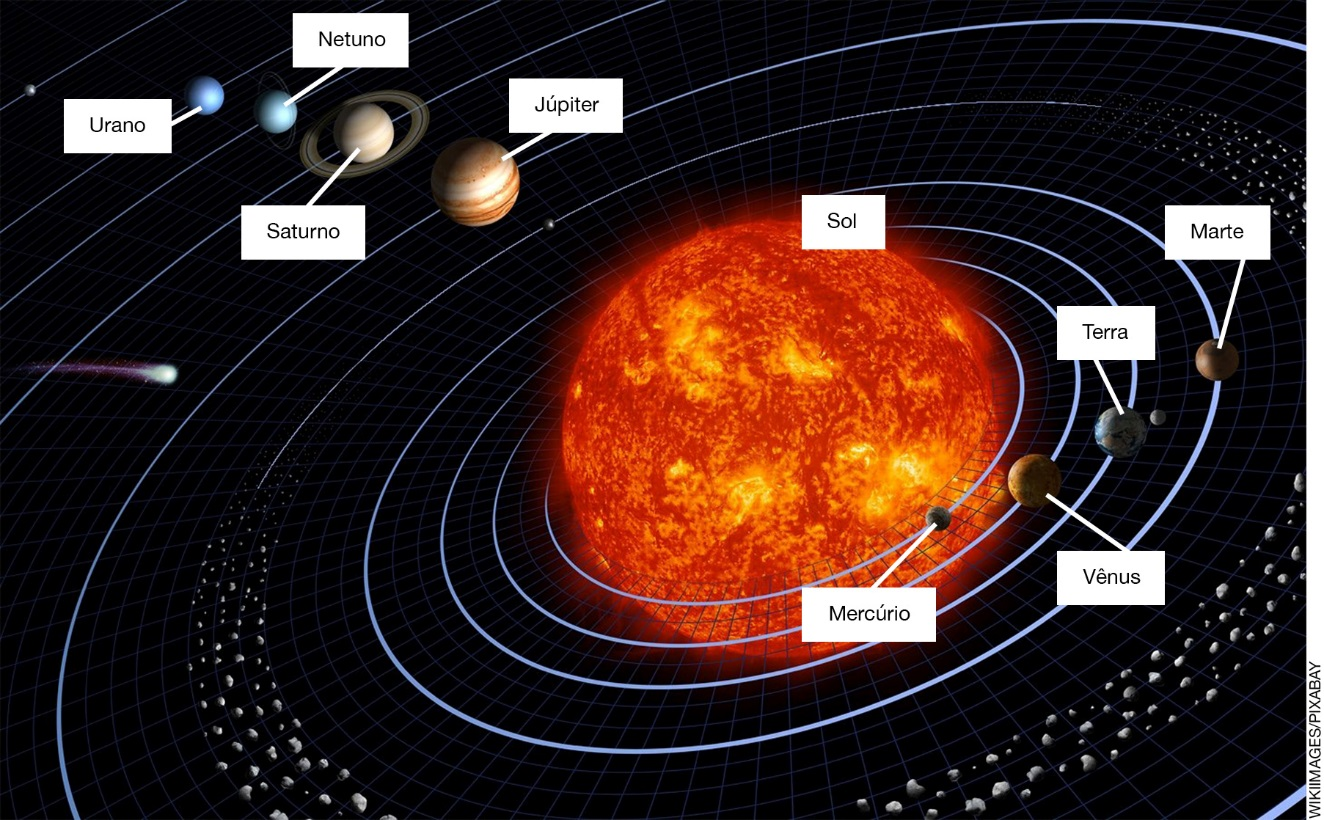 Netuno
Júpiter
Urano
Saturno
Sol
Marte
Terra
Vênus
Mercúrio
WIKIIMAGES/PIXABAY